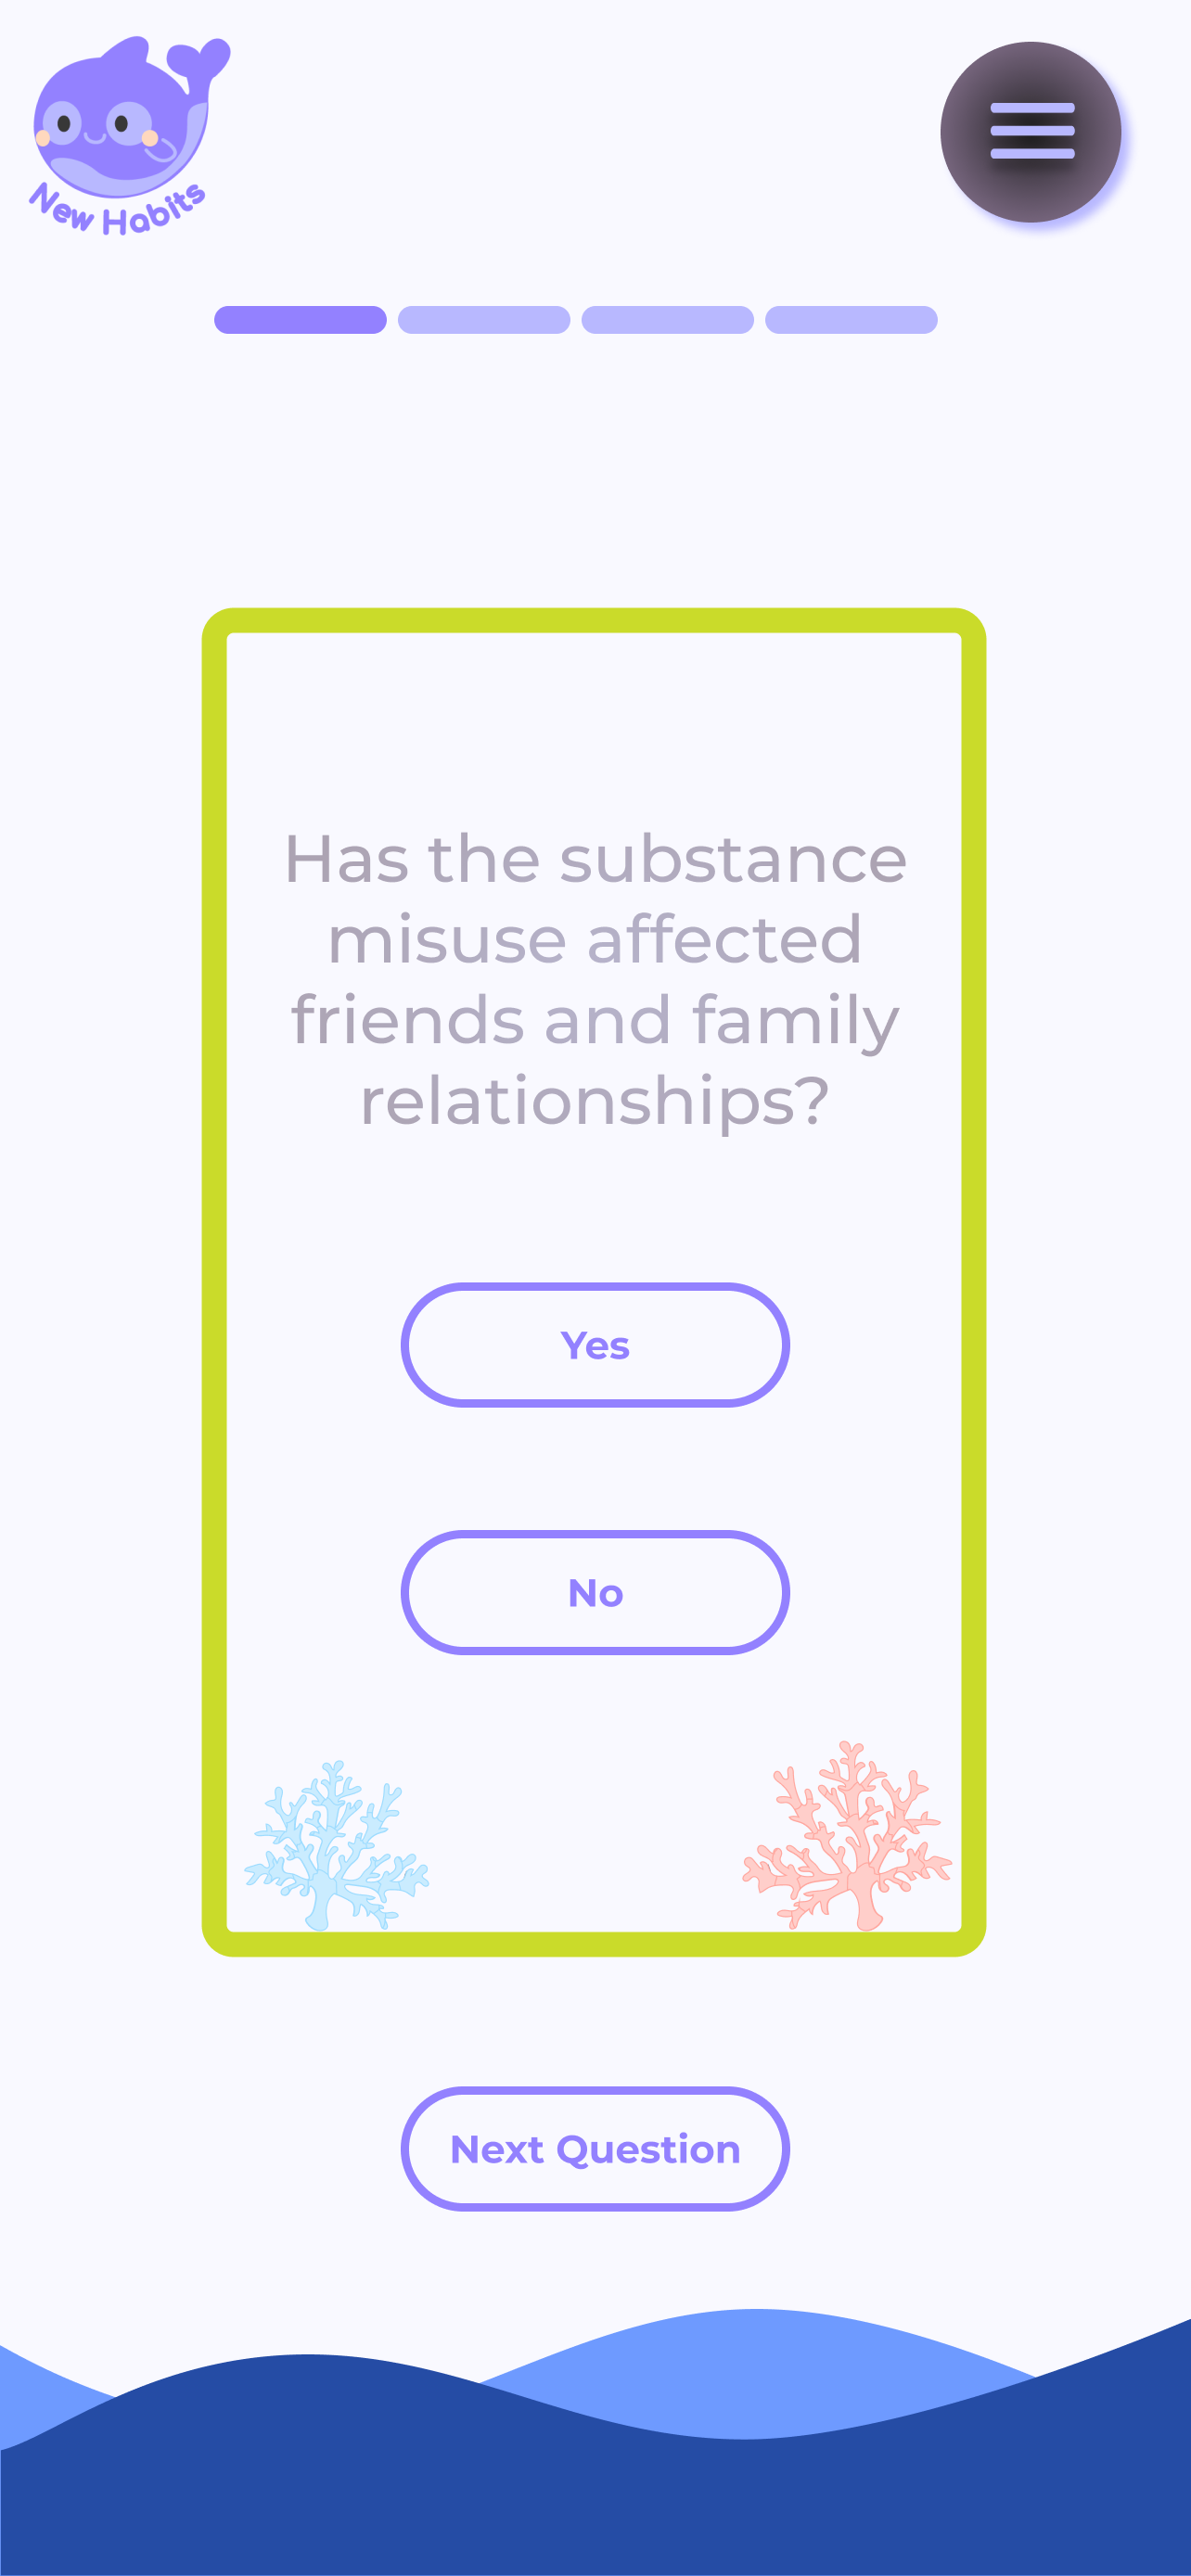 New Habits
Has the substance
misuse affected
friends and family
relationships?
Yes
No
Next Question